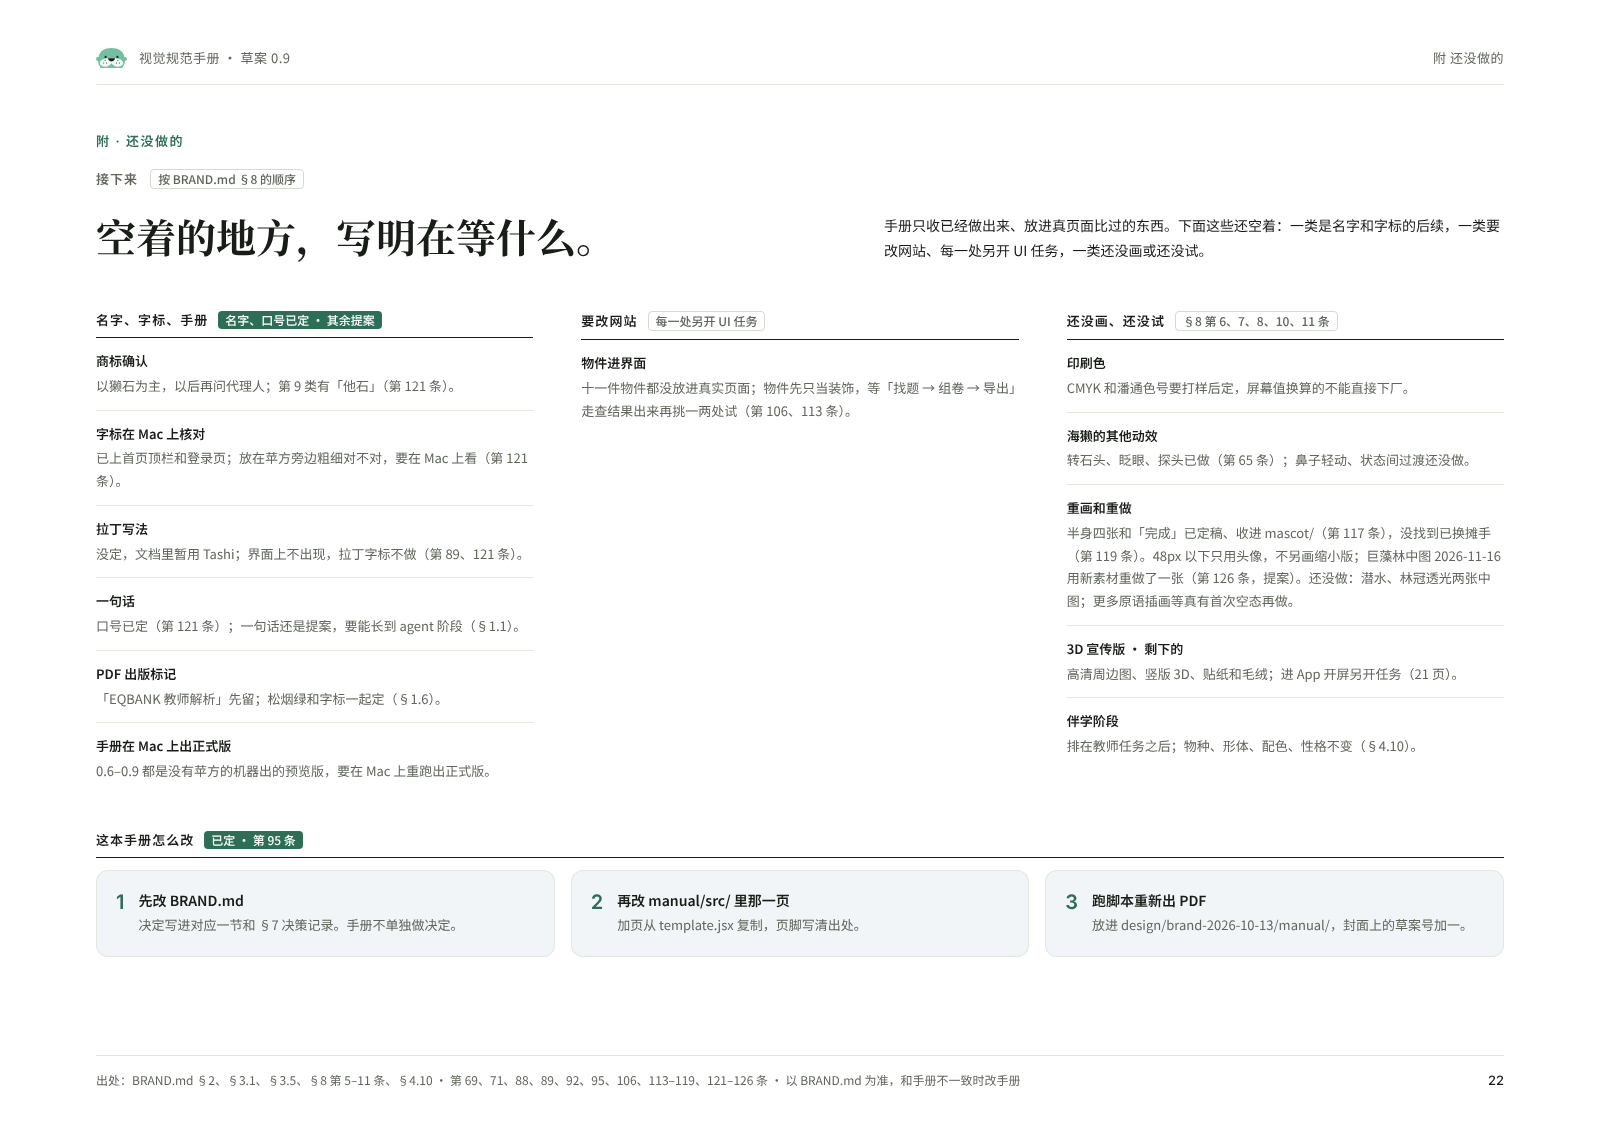 视觉规范手册 · 草案 0.9
附 还没做的
附 · 还没做的
接下来 按 BRAND.md §8 的顺序
空着的地方，写明在等什么。
手册只收已经做出来、放进真页面比过的东西。下面这些还空着：一类是名字和字标的后续，一类要
改网站、每一处另开 UI 任务，一类还没画或还没试。
名字、字标、手册 名字、口号已定 · 其余提案
商标确认
以獭石为主，以后再问代理人；第 9 类有「他石」（第 121 条）。
字标在 Mac 上核对
已上首页顶栏和登录页；放在苹方旁边粗细对不对，要在 Mac 上看（第 121
条）。
拉丁写法
没定，文档里暂用 Tashi；界面上不出现，拉丁字标不做（第 89、121 条）。
一句话
口号已定（第 121 条）；一句话还是提案，要能长到 agent 阶段（§1.1）。
PDF 出版标记
「EQBANK 教师解析」先留；松烟绿和字标一起定（§1.6）。
手册在 Mac 上出正式版
0.6–0.9 都是没有苹方的机器出的预览版，要在 Mac 上重跑出正式版。
要改网站 每一处另开 UI 任务
物件进界面
十一件物件都没放进真实页面；物件先只当装饰，等「找题 → 组卷 → 导出」
走查结果出来再挑一两处试（第 106、113 条）。
还没画、还没试 §8 第 6、7、8、10、11 条
印刷色
CMYK 和潘通色号要打样后定，屏幕值换算的不能直接下厂。
海獭的其他动效
转石头、眨眼、探头已做（第 65 条）；鼻子轻动、状态间过渡还没做。
重画和重做
半身四张和「完成」已定稿、收进 mascot/（第 117 条），没找到已换摊手
（第 119 条）。48px 以下只用头像，不另画缩小版；巨藻林中图 2026-11-16
用新素材重做了一张（第 126 条，提案）。还没做：潜水、林冠透光两张中
图；更多原语插画等真有首次空态再做。
3D 宣传版 · 剩下的
高清周边图、竖版 3D、贴纸和毛绒；进 App 开屏另开任务（21 页）。
伴学阶段
排在教师任务之后；物种、形体、配色、性格不变（§4.10）。
这本手册怎么改 已定 · 第 95 条
1 先改 BRAND.md
决定写进对应一节和 §7 决策记录。手册不单独做决定。
2 再改 manual/src/ 里那一页
加页从 template.jsx 复制，页脚写清出处。
3 跑脚本重新出 PDF
放进 design/brand-2026-10-13/manual/，封面上的草案号加一。
出处：BRAND.md §2、§3.1、§3.5、§8 第 5–11 条、§4.10 · 第 69、71、88、89、92、95、106、113–119、121–126 条 · 以 BRAND.md 为准，和手册不一致时改手册
22